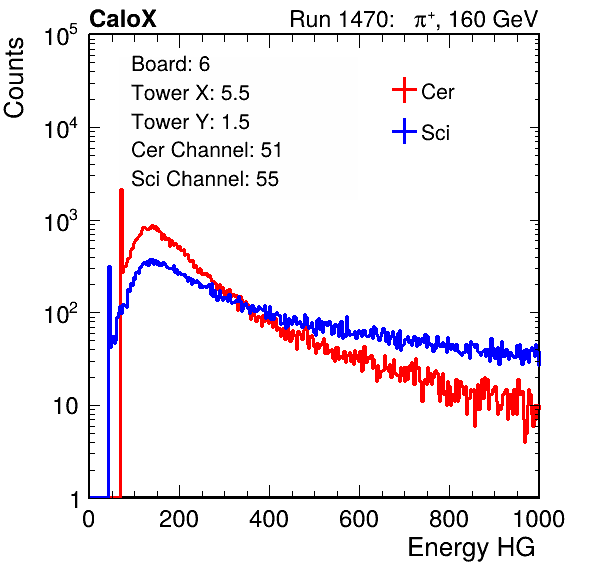 CaloX Run 1470: π⁺, 160 GeV
Board: 6
Tower X: 5.5
Tower Y: 1.5
Cer Channel: 51
Sci Channel: 55
Cer
Sci
Counts
10⁵
10⁴
10³
10²
10
1
0 200 400 600 800 1000
Energy HG